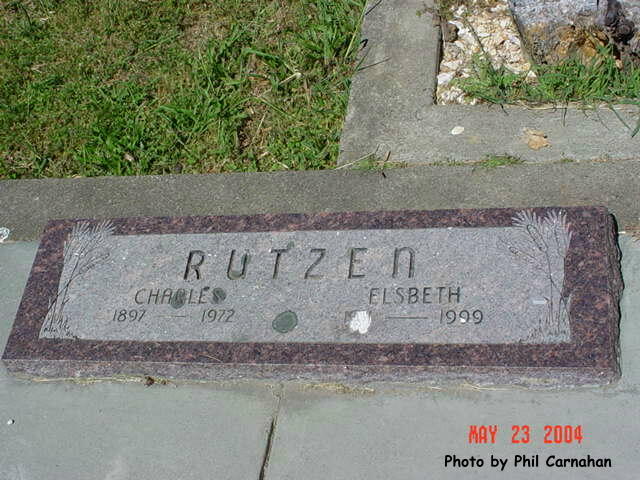 RUTZEN
CHARLES ELSBETH
1897 — 1972 — 1999
MAY 23 2004
Photo by Phil Carnahan